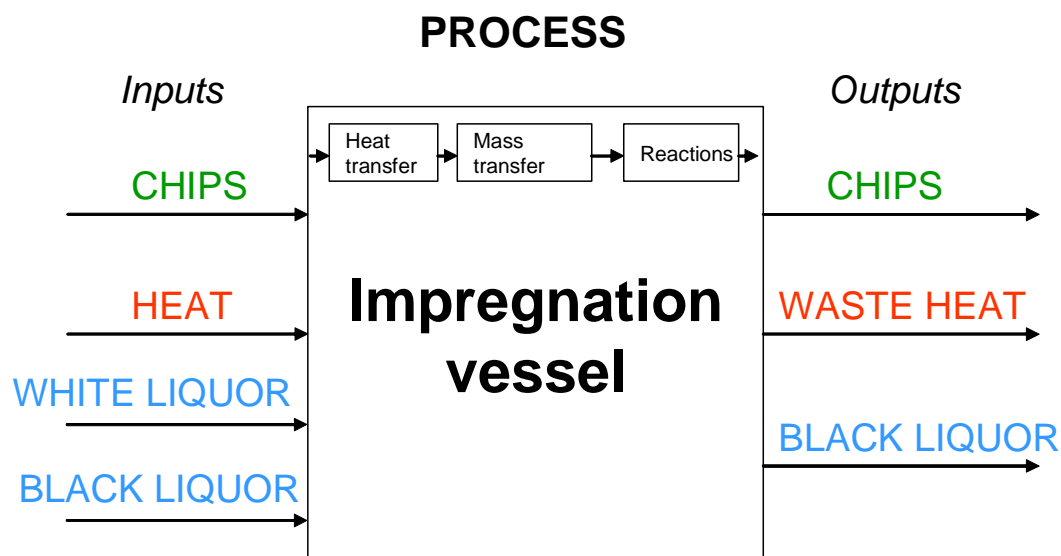 PROCESS
Inputs
Outputs
Heat
transfer
Mass
transfer
Reactions
CHIPS
CHIPS
HEAT
Impregnation
vessel
WASTE HEAT
WHITE LIQUOR
BLACK LIQUOR
BLACK LIQUOR